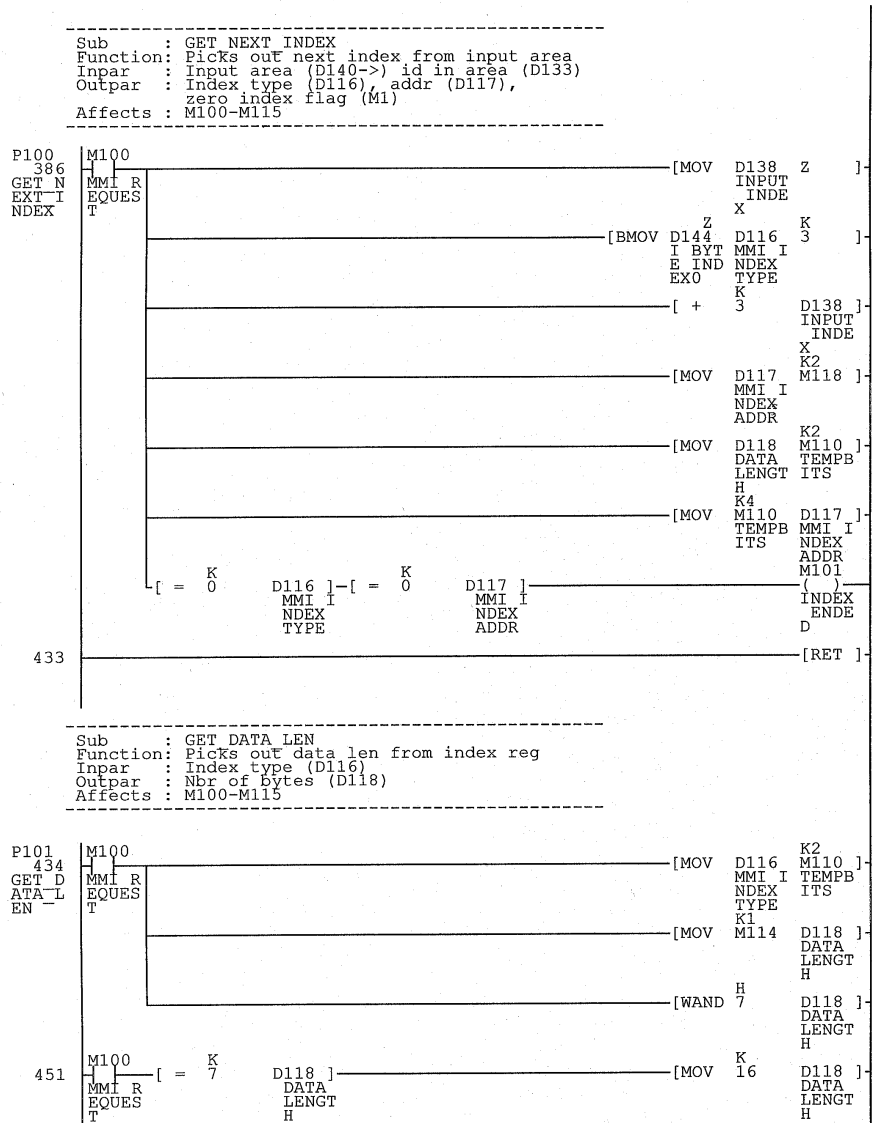 Sub : GET_NEXT_INDEX
Function: Picks out next index from input area
Inpar : Input area (D140->) id in area (D133)
Outpar : Index type (D116), addr (D117),
zero index flag (M1)
Affects : M100-M115
P100 M100
386 [MOV D138 Z ]
GET_N MMI R INPUT
EXT_I EQUES INDE
NDEX T X
Z K
[BMOV D144 D116 3 ]
I BYT MMI I
E IND NDEX
EX0 TYPE
K
[ + 3 D138 ]
INPUT
INDE
X
K2
[MOV D117 M118 ]
MMI I
NDEX
ADDR
K2
[MOV D118 M110 ]
DATA TEMPB
LENGT ITS
H
K4
[MOV M110 D117 ]
TEMPB MMI I
ITS NDEX
ADDR
K K M101
[ = 0 D116 ] [ = 0 D117 ] ( )
MMI I MMI I INDEX
NDEX NDEX ENDE
TYPE ADDR D
433 [RET ]
Sub : GET_DATA_LEN
Function: Picks out data len from index reg
Inpar : Index type (D116)
Outpar : Nbr of bytes (D118)
Affects : M100-M115
P101 M100 K2
434 [MOV D116 M110 ]
GET_D MMI R MMI I TEMPB
ATA_L EQUES NDEX ITS
EN_ T TYPE
K1
[MOV M114 D118 ]
DATA
LENGT
H
H
[WAND 7 D118 ]
DATA
LENGT
H
M100 K K
451 [ = 7 D118 ] [MOV 16 D118 ]
MMI R DATA DATA
EQUES LENGT LENGT
T H H